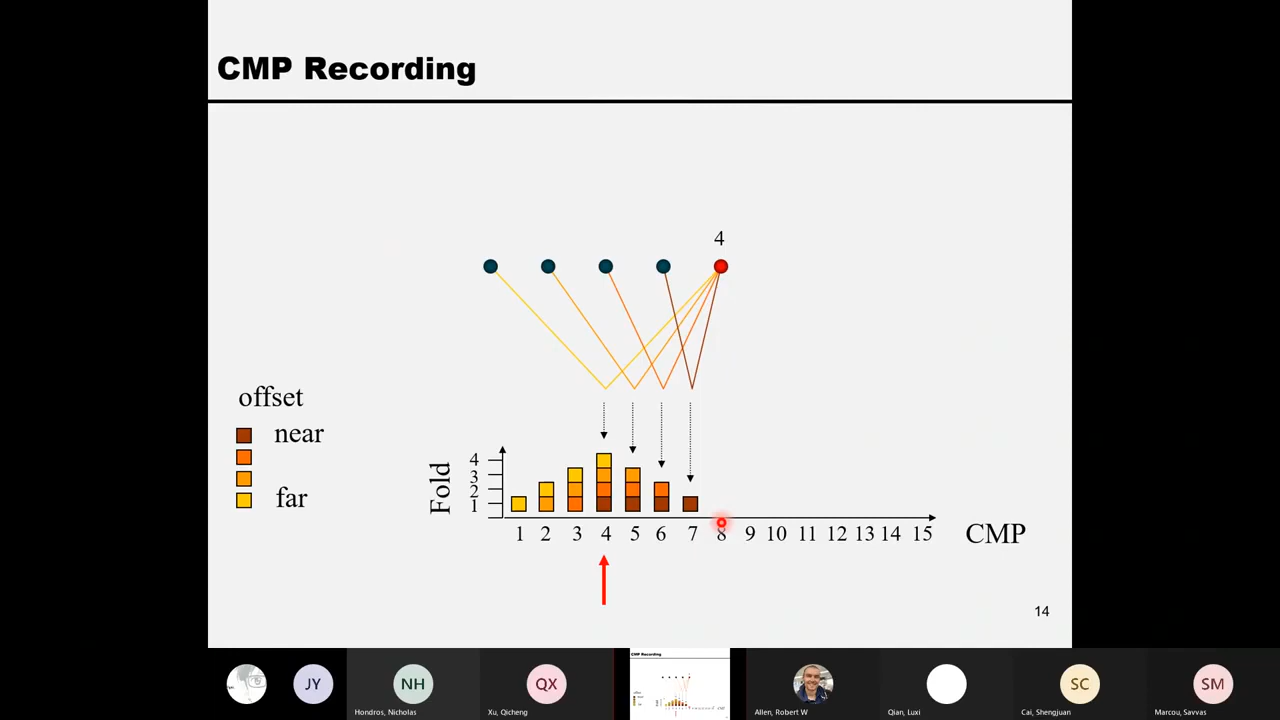 CMP Recording
4
offset
near
far
Fold
4
3
2
1
1 2 3 4 5 6 7 8 9 10 11 12 13 14 15 CMP
14
JY
NH
QX
SC
SM
Hondros, Nicholas
Xu, Qicheng
Allen, Robert W
Qian, Luxi
Cai, Shengjuan
Marcou, Savvas
CMP Recording